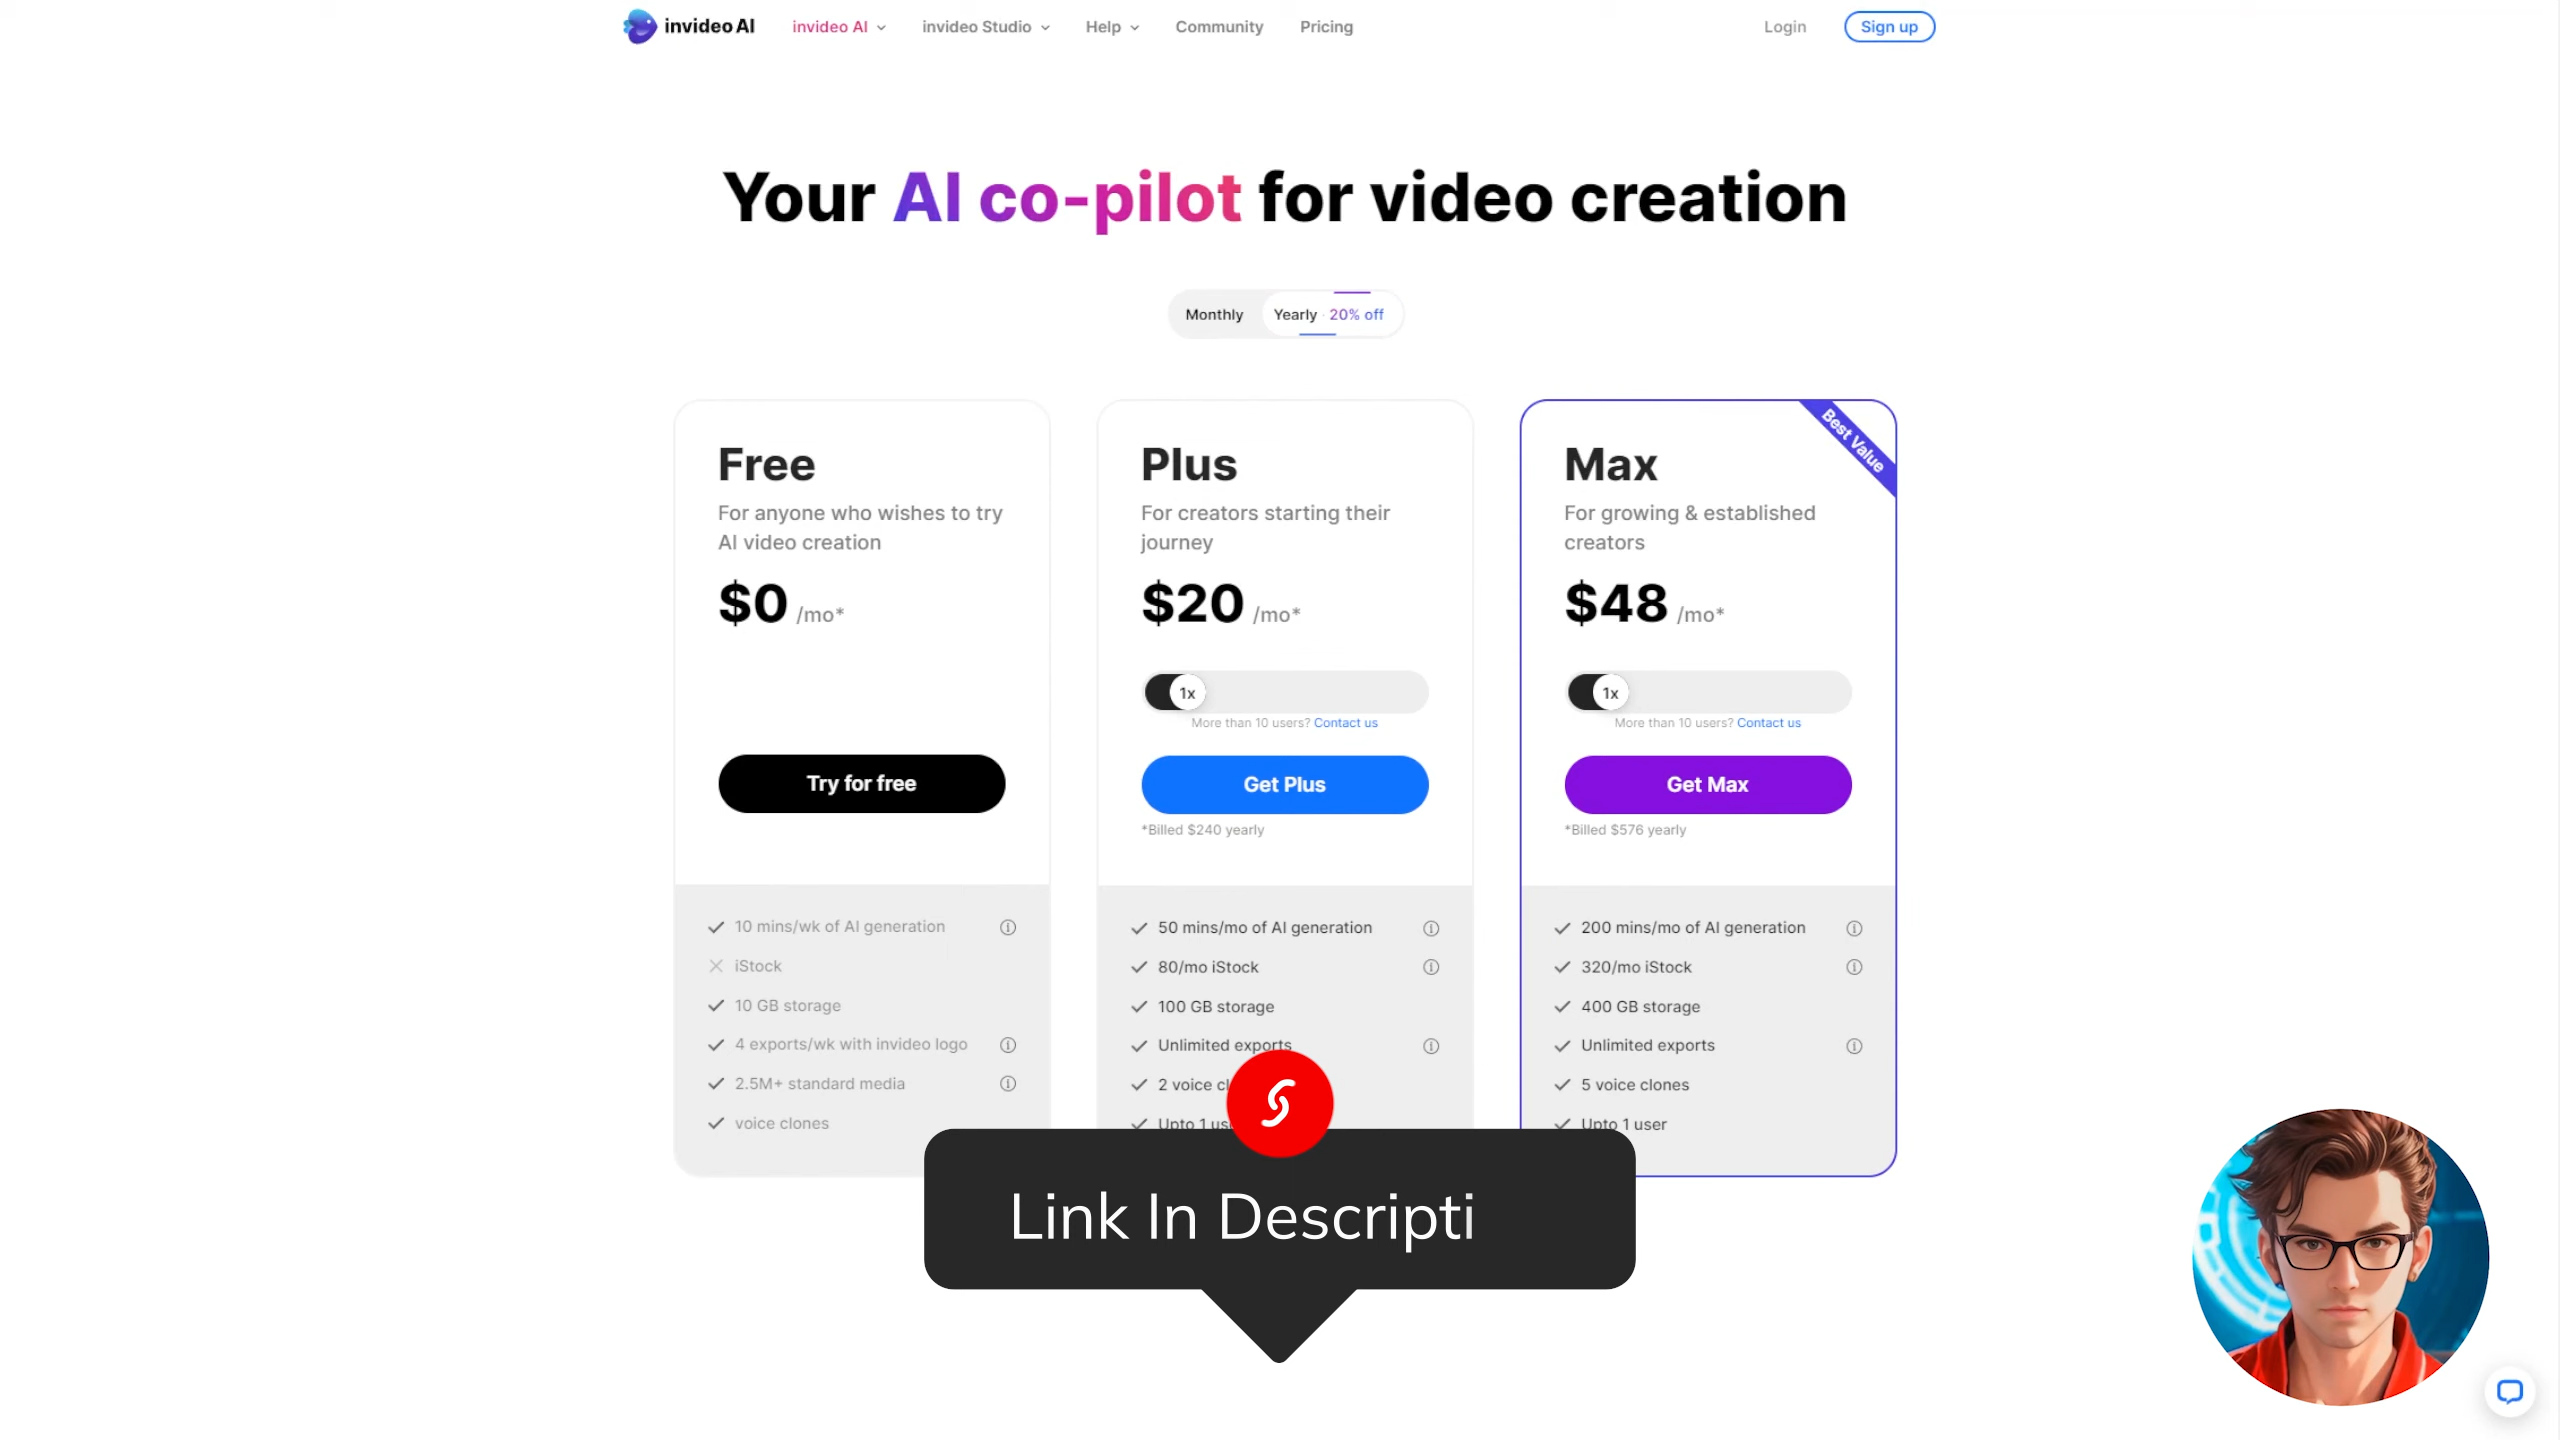 invideo AI
invideo AI
invideo Studio
Help
Community
Pricing
Login
Sign up
Your AI co-pilot for video creation
Monthly
Yearly · 20% off
Free
For anyone who wishes to try
AI video creation
$0 /mo*
Try for free
10 mins/wk of AI generation
iStock
10 GB storage
4 exports/wk with invideo logo
2.5M+ standard media
voice clones
Plus
For creators starting their
journey
$20 /mo*
1x
More than 10 users? Contact us
Get Plus
*Billed $240 yearly
50 mins/mo of AI generation
80/mo iStock
100 GB storage
Unlimited exports
2 voice cl
Upto 1 us
Best Value
Max
For growing & established
creators
$48 /mo*
1x
More than 10 users? Contact us
Get Max
*Billed $576 yearly
200 mins/mo of AI generation
320/mo iStock
400 GB storage
Unlimited exports
5 voice clones
Upto 1 user
Link In Descripti